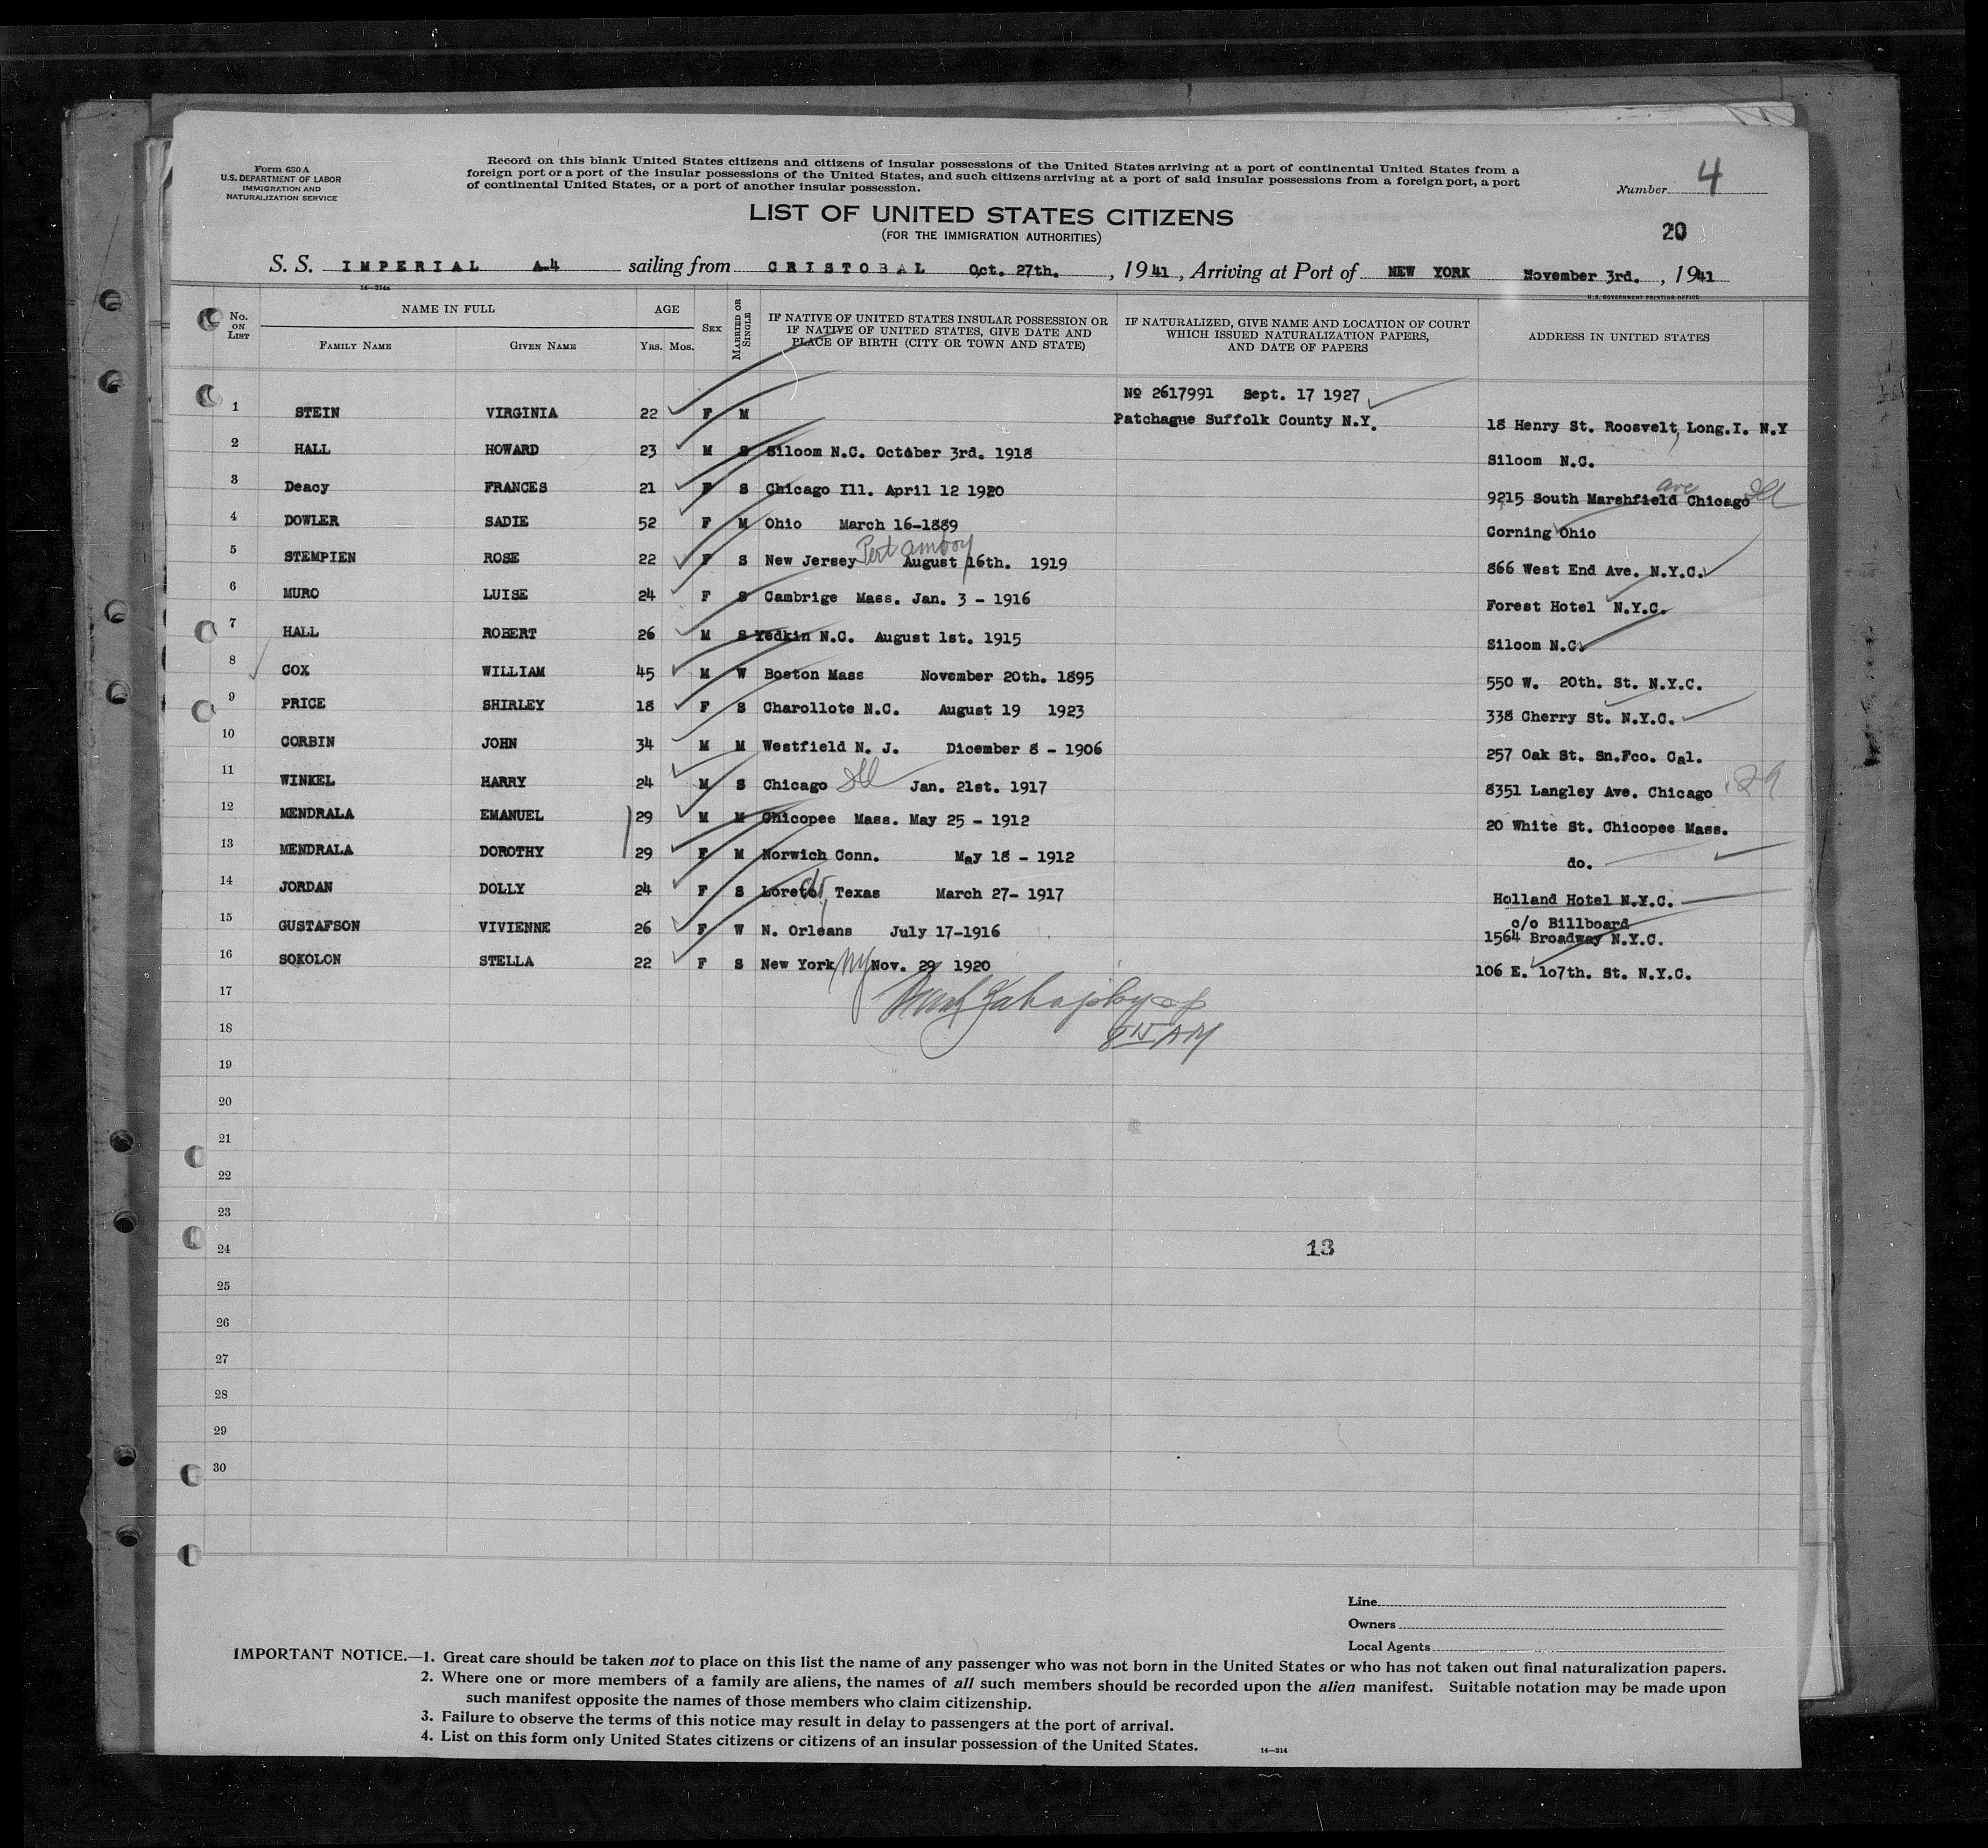 Form 630 A
U.S. DEPARTMENT OF LABOR
IMMIGRATION AND
NATURALIZATION SERVICE
Record on this blank United States citizens and citizens of insular possessions of the United States arriving at a port of continental United States from a
foreign port or a port of the insular possessions of the United States, and such citizens arriving at a port of said insular possessions from a foreign port, a port
of continental United States, or a port of another insular possession.
Number 4
LIST OF UNITED STATES CITIZENS
(FOR THE IMMIGRATION AUTHORITIES)
20
S. S. IMPERIAL A-4 sailing from CRISTOBAL Oct. 27th. , 1941, Arriving at Port of NEW YORK November 3rd. , 1941
14—214a
U. S. GOVERNMENT PRINTING OFFICE
No. ON LIST NAME IN FULL FAMILY NAME GIVEN NAME AGE YRS. MOS. SEX MARRIED OR SINGLE IF NATIVE OF UNITED STATES INSULAR POSSESSION OR IF NATIVE OF UNITED STATES, GIVE DATE AND PLACE OF BIRTH (CITY OR TOWN AND STATE) IF NATURALIZED, GIVE NAME AND LOCATION OF COURT WHICH ISSUED NATURALIZATION PAPERS, AND DATE OF PAPERS ADDRESS IN UNITED STATES
1 STEIN VIRGINIA 22 F M No 2617991 Sept. 17 1927 Patchague Suffolk County N.Y. 18 Henry St. Roosvelt, Long.I. N.Y
2 HALL HOWARD 23 M S Siloom N.C. October 3rd. 1918 Siloom N.C.
3 Deacy FRANCES 21 F S Chicago Ill. April 12 1920 9215 South Marshfield ave Chicago Ill
4 DOWLER SADIE 52 F M Ohio March 16-1889 Corning Ohio
5 STEMPIEN ROSE 22 F S New Jersey Pert amboy August 16th. 1919 866 West End Ave. N.Y.C.
6 MURO LUISE 24 F S Cambrige Mass. Jan. 3 - 1916 Forest Hotel N.Y.C.
7 HALL ROBERT 26 M S Yedkin N.C. August 1st. 1915 Siloom N.C.
8 COX WILLIAM 45 M W Boston Mass November 20th. 1895 550 W. 20th. St. N.Y.C.
9 PRICE SHIRLEY 18 F S Charollote N.C. August 19 1923 338 Cherry St. N.Y.C.
10 CORBIN JOHN 34 M M Westfield N. J. Dicember 8 - 1906 257 Oak St. Sn.Fco. Cal.
11 WINKEL HARRY 24 M S Chicago Ill Jan. 21st. 1917 8351 Langley Ave. Chicago
12 MENDRALA EMANUEL 29 M M Chicopee Mass. May 25 - 1912 20 White St. Chicopee Mass.
13 MENDRALA DOROTHY 29 F M Norwich Conn. May 18 - 1912 do.
14 JORDAN DOLLY 24 F S Loreto, Texas March 27- 1917 Holland Hotel N.Y.C.
15 GUSTAFSON VIVIENNE 26 F W N. Orleans July 17-1916 c/o Billboard 1564 Broadway N.Y.C.
16 SOKOLON STELLA 22 F S New York NY Nov. 29 1920 106 E. 107th. St. N.Y.C.
17
18 8 15 AM
19
20
21
22
23
24 13
25
26
27
28
29
30
Line
Owners
Local Agents
IMPORTANT NOTICE.—1. Great care should be taken not to place on this list the name of any passenger who was not born in the United States or who has not taken out final naturalization papers.
2. Where one or more members of a family are aliens, the names of all such members should be recorded upon the alien manifest. Suitable notation may be made upon
such manifest opposite the names of those members who claim citizenship.
3. Failure to observe the terms of this notice may result in delay to passengers at the port of arrival.
4. List on this form only United States citizens or citizens of an insular possession of the United States.
14—214